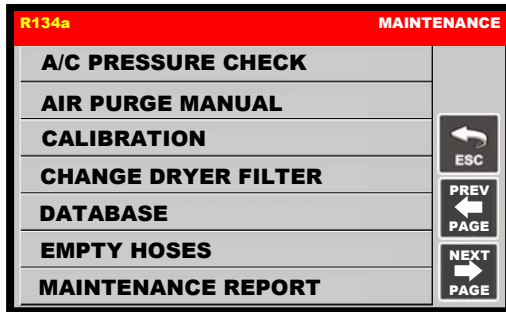 R134a MAINTENANCE
A/C PRESSURE CHECK
AIR PURGE MANUAL
CALIBRATION
CHANGE DRYER FILTER
DATABASE
EMPTY HOSES
MAINTENANCE REPORT
ESC
PREV
PAGE
NEXT
PAGE